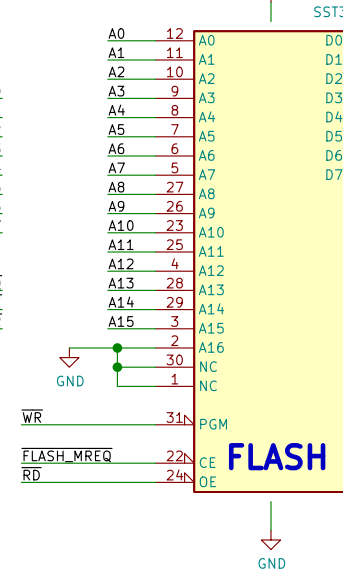 SST3
A0 12 A0 D0
A1 11 A1 D1
A2 10 A2 D2
A3 9 A3 D3
A4 8 A4 D4
A5 7 A5 D5
A6 6 A6 D6
A7 5 A7 D7
A8 27 A8
A9 26 A9
A10 23 A10
A11 25 A11
A12 4 A12
A13 28 A13
A14 29 A14
A15 3 A15
2 A16
30 NC
GND
1 NC
WR 31 PGM
FLASH_MREQ 22 CE FLASH
RD 24 OE
GND